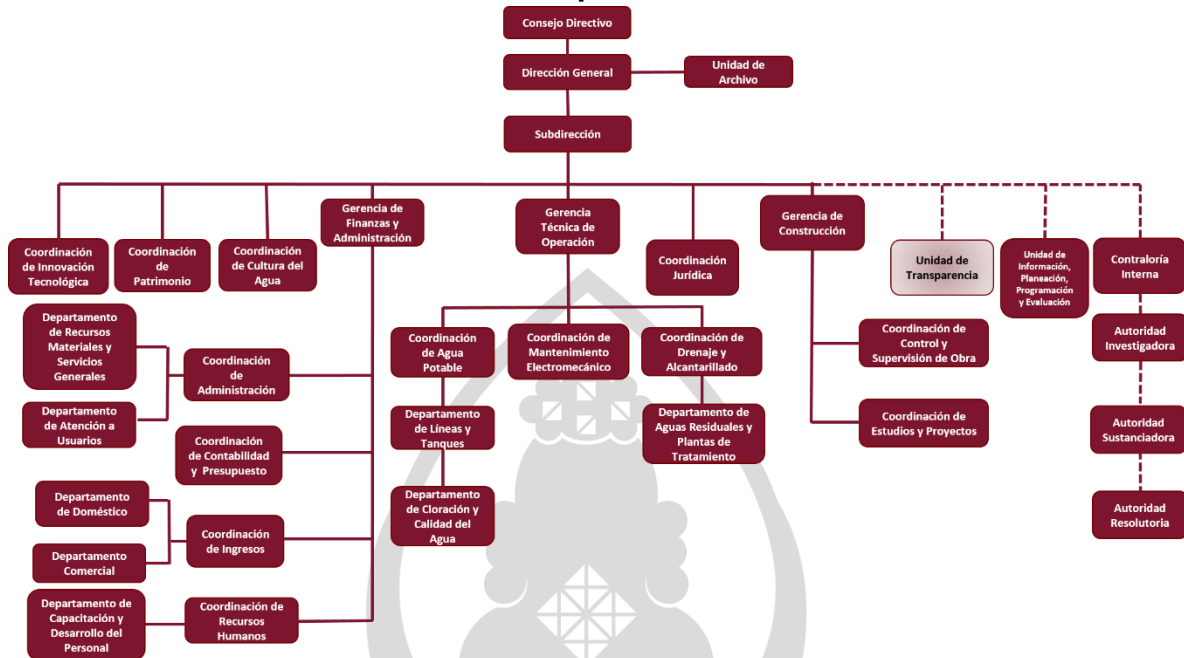 Consejo Directivo
Dirección General
Unidad de
Archivo
Subdirección
Coordinación
de Innovación
Tecnológica
Coordinación
de
Patrimonio
Coordinación
de Cultura del
Agua
Gerencia de
Finanzas y
Administración
Gerencia
Técnica de
Operación
Coordinación
Jurídica
Gerencia de
Construcción
Unidad de
Transparencia
Unidad de
Información,
Planeación,
Programación
y Evaluación
Contraloría
Interna
Departamento
de Recursos
Materiales y
Servicios
Generales
Coordinación
de
Administración
Departamento
de Atención a
Usuarios
Coordinación
de Contabilidad
y Presupuesto
Departamento
de Doméstico
Coordinación
de Ingresos
Departamento
Comercial
Departamento de
Capacitación y
Desarrollo del
Personal
Coordinación de
Recursos
Humanos
Coordinación
de Agua
Potable
Coordinación de
Mantenimiento
Electromecánico
Coordinación de
Drenaje y
Alcantarillado
Departamento
de Líneas y
Tanques
Departamento de
Aguas Residuales y
Plantas de
Tratamiento
Departamento
de Cloración y
Calidad del
Agua
Coordinación de
Control y
Supervisión de Obra
Coordinación de
Estudios y Proyectos
Autoridad
Investigadora
Autoridad
Sustanciadora
Autoridad
Resolutoria